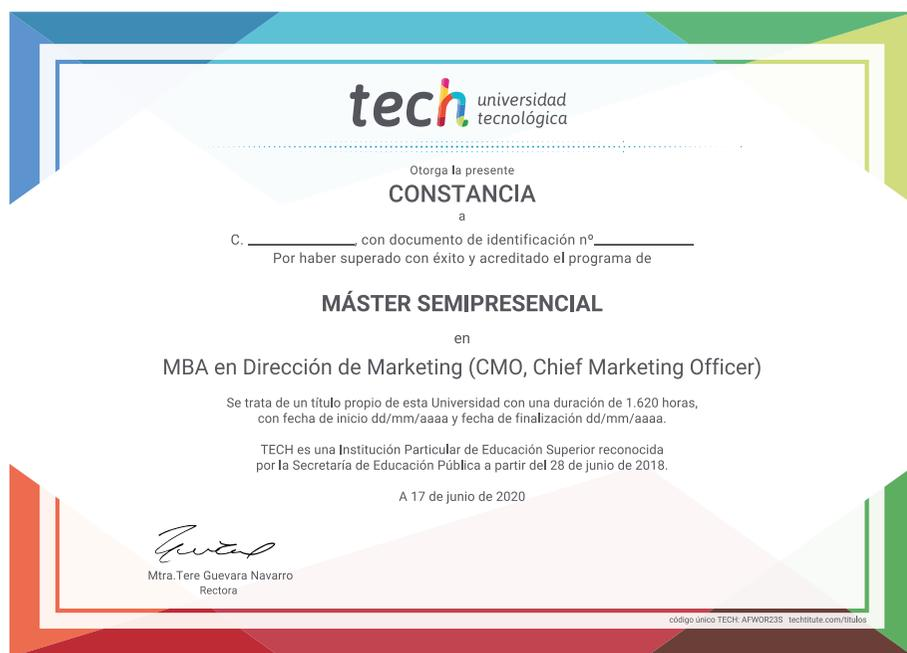 tech universidad
tecnológica
Otorga la presente
CONSTANCIA
a
C. ______________, con documento de identificación nº______________
Por haber superado con éxito y acreditado el programa de
MÁSTER SEMIPRESENCIAL
en
MBA en Dirección de Marketing (CMO, Chief Marketing Officer)
Se trata de un título propio de esta Universidad con una duración de 1.620 horas,
con fecha de inicio dd/mm/aaaa y fecha de finalización dd/mm/aaaa.
TECH es una Institución Particular de Educación Superior reconocida
por la Secretaría de Educación Pública a partir del 28 de junio de 2018.
A 17 de junio de 2020
Mtra.Tere Guevara Navarro
Rectora
código único TECH: AFWOR23S techtitute.com/titulos